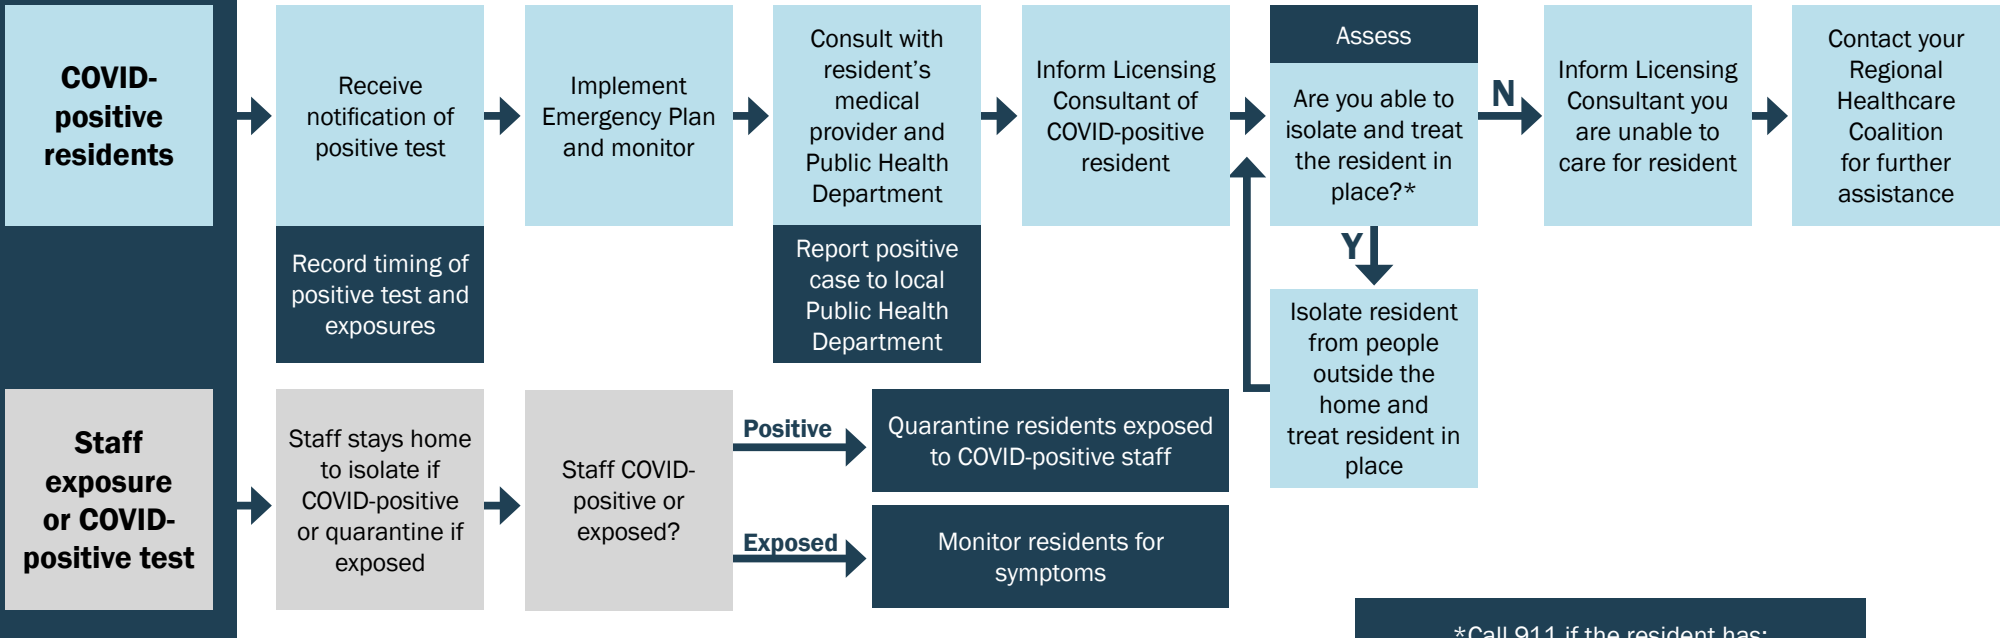 COVID-
positive
residents
Receive
notification of
positive test
Record timing of
positive test and
exposures
Implement
Emergency Plan
and monitor
Consult with
resident’s
medical
provider and
Public Health
Department
Report positive
case to local
Public Health
Department
Inform Licensing
Consultant of
COVID-positive
resident
Assess
Are you able to
isolate and treat
the resident in
place?*
N
Inform Licensing
Consultant you
are unable to
care for resident
Contact your
Regional
Healthcare
Coalition
for further
assistance
Y
Isolate resident
from people
outside the
home and
treat resident in
place
Staff
exposure
or COVID-
positive test
Staff stays home
to isolate if
COVID-positive
or quarantine if
exposed
Staff COVID-
positive or
exposed?
Positive
Quarantine residents exposed
to COVID-positive staff
Exposed
Monitor residents for
symptoms
*Call 911 if the resident has: